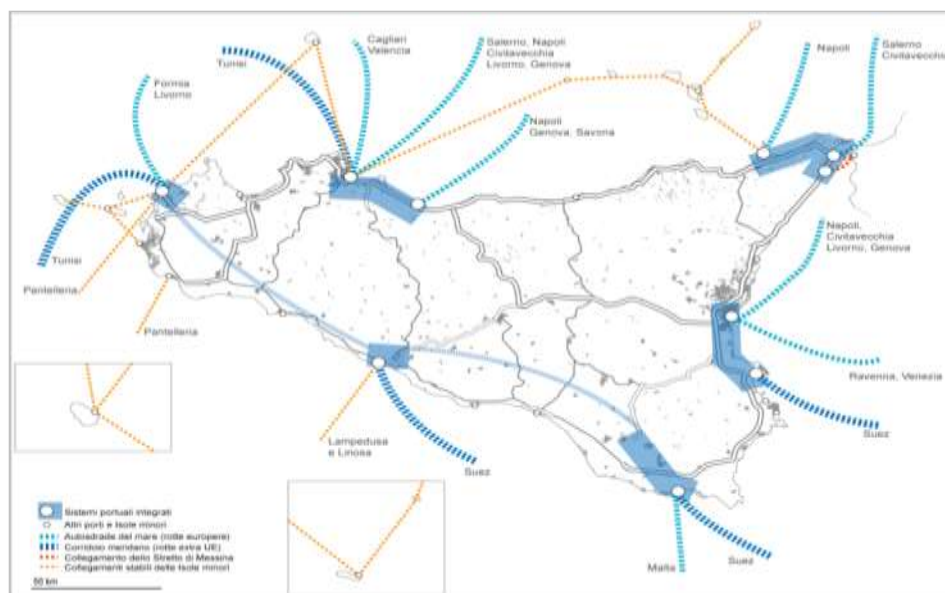 Cagliari
Valencia
Salerno, Napoli
Civitavecchia
Livorno, Genova
Napoli
Salerno
Civitavecchia
Tunisi
Formia
Livorno
Napoli
Genova, Savona
Napoli,
Civitavecchia
Livorno, Genova
Tunisi
Pantelleria
Pantelleria
Ravenna, Venezia
Lampedusa
e Linosa
Suez
Suez
Malta
Suez
Sistemi portuali integrati
Altri porti e Isole minori
Autostrade del mare (rotte europee)
Corridoio meridano (rotte extra UE)
Collegamento dello Stretto di Messina
Collegamenti stabili delle Isole minori
50 km